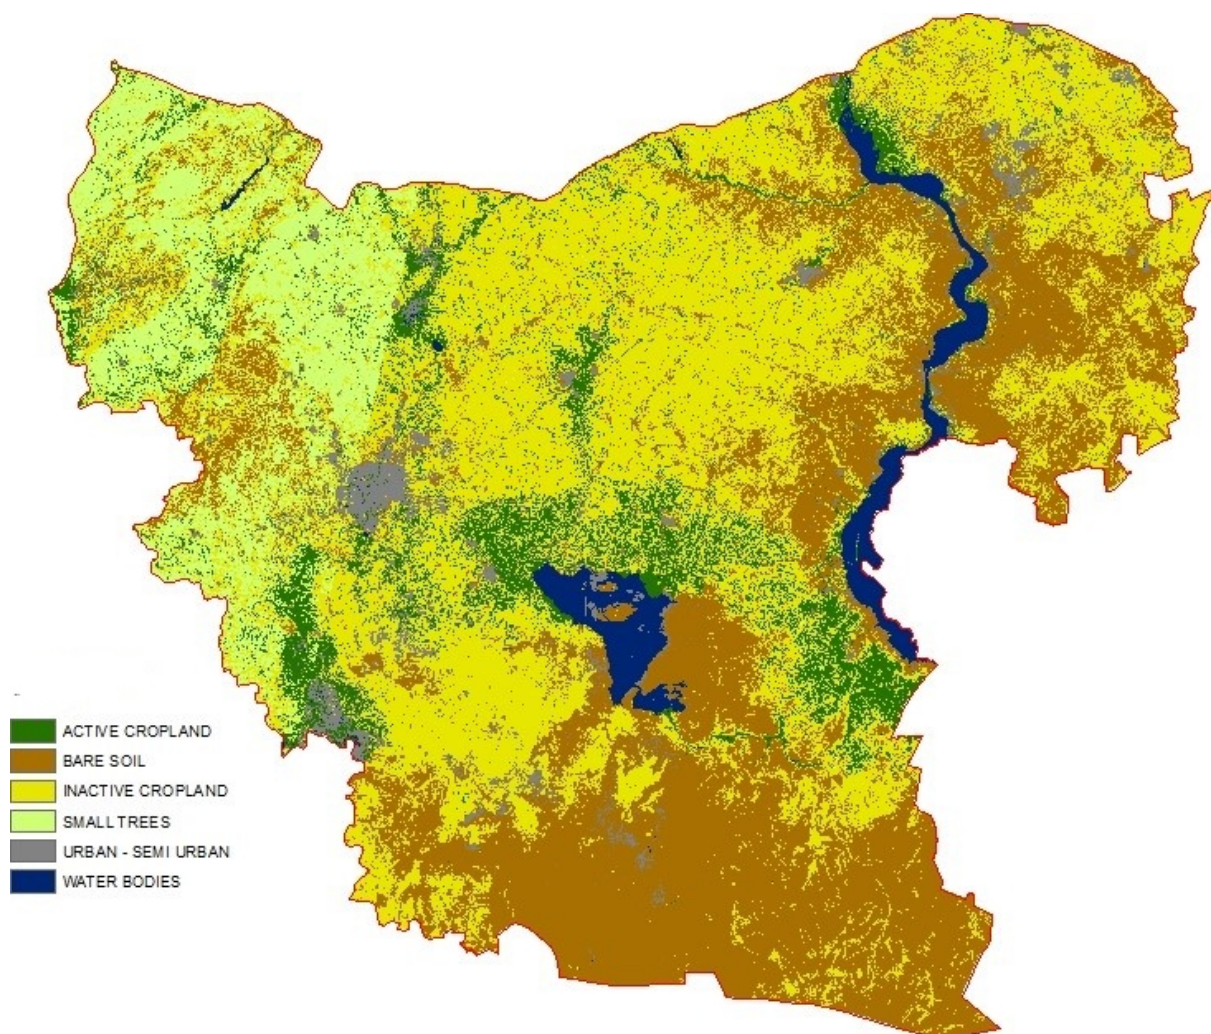 ACTIVE CROPLAND
BARE SOIL
INACTIVE CROPLAND
SMALL TREES
URBAN - SEMI URBAN
WATER BODIES